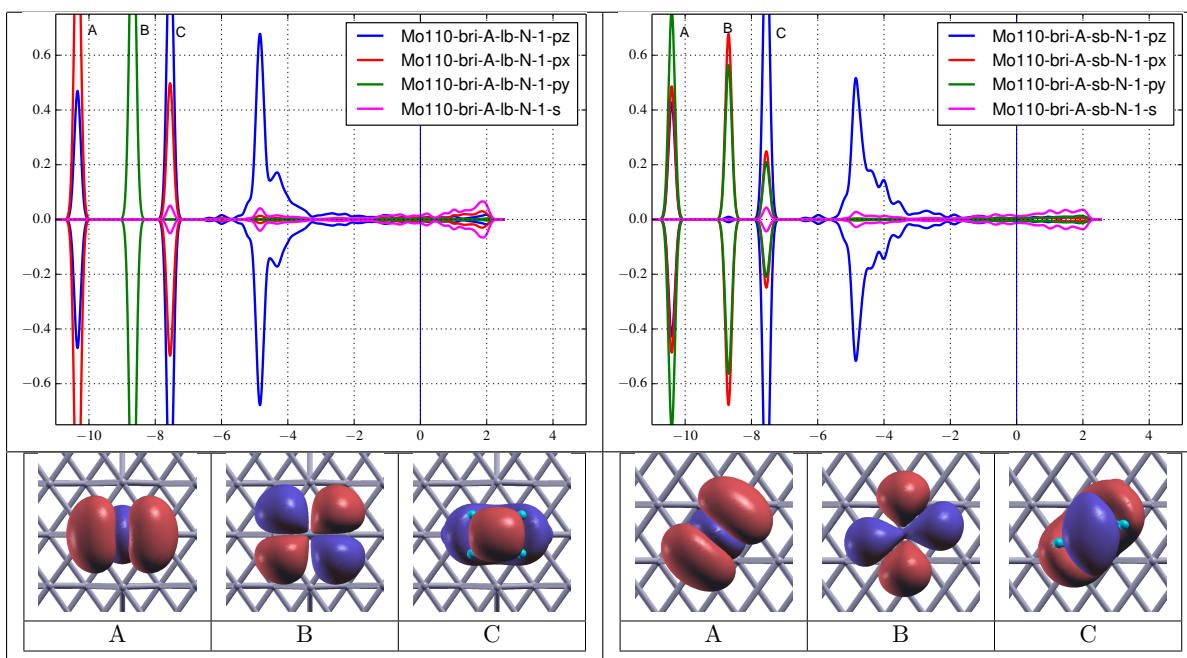 A B C
Mo110-bri-A-lb-N-1-pz
Mo110-bri-A-lb-N-1-px
Mo110-bri-A-lb-N-1-py
Mo110-bri-A-lb-N-1-s
0.6
0.4
0.2
0.0
−0.2
−0.4
−0.6
−10 −8 −6 −4 −2 0 2 4
A B C
A B C
Mo110-bri-A-sb-N-1-pz
Mo110-bri-A-sb-N-1-px
Mo110-bri-A-sb-N-1-py
Mo110-bri-A-sb-N-1-s
0.6
0.4
0.2
0.0
−0.2
−0.4
−0.6
−10 −8 −6 −4 −2 0 2 4
A B C